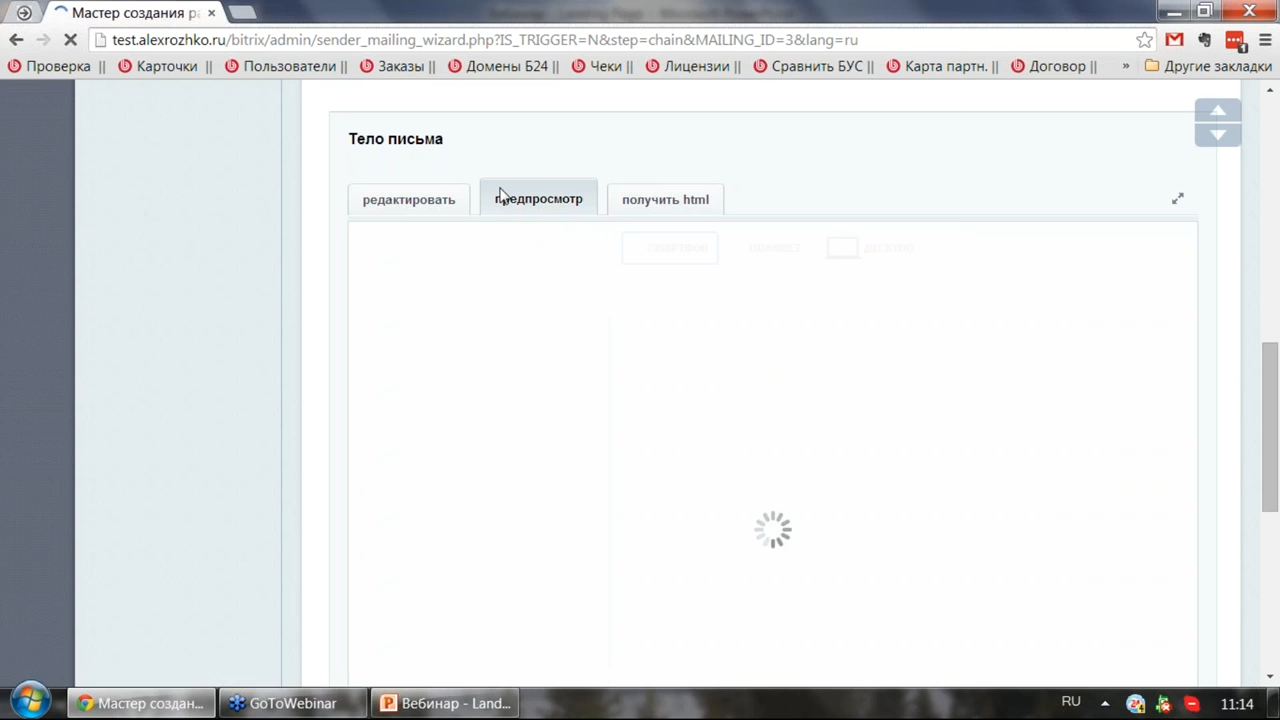 Мастер создания ра
test.alexrozhko.ru/bitrix/admin/sender_mailing_wizard.php?IS_TRIGGER=N&step=chain&MAILING_ID=3&lang=ru
Проверка || Карточки || Пользователи || Заказы || Домены Б24 || Чеки || Лицензии || Сравнить БУС || Карта партн. || Договор || » Другие закладки
Тело письма
редактировать предпросмотр получить html
Мастер создан... GoToWebinar Вебинар - Land... RU 11:14